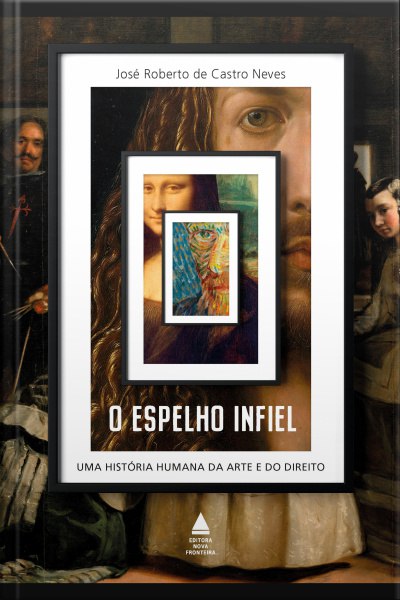 José Roberto de Castro Neves
O ESPELHO INFIEL
UMA HISTÓRIA HUMANA DA ARTE E DO DIREITO
EDITORA
NOVA
FRONTEIRA